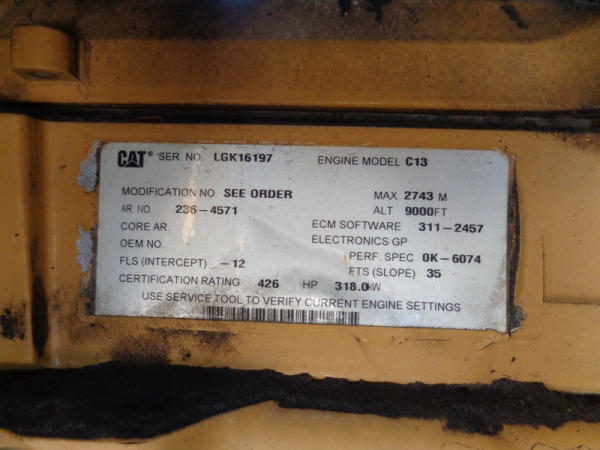 CAT® SER. NO. LGK16197 ENGINE MODEL C13
MODIFICATION NO. SEE ORDER MAX 2743 M
AR. NO. 236-4571 ALT 9000FT
CORE AR. ECM SOFTWARE 311-2457
OEM NO. ELECTRONICS GP
PERF. SPEC 0K-6074
FLS (INTERCEPT) -12 FTS (SLOPE) 35
CERTIFICATION RATING 426 HP 318.0 kW
USE SERVICE TOOL TO VERIFY CURRENT ENGINE SETTINGS